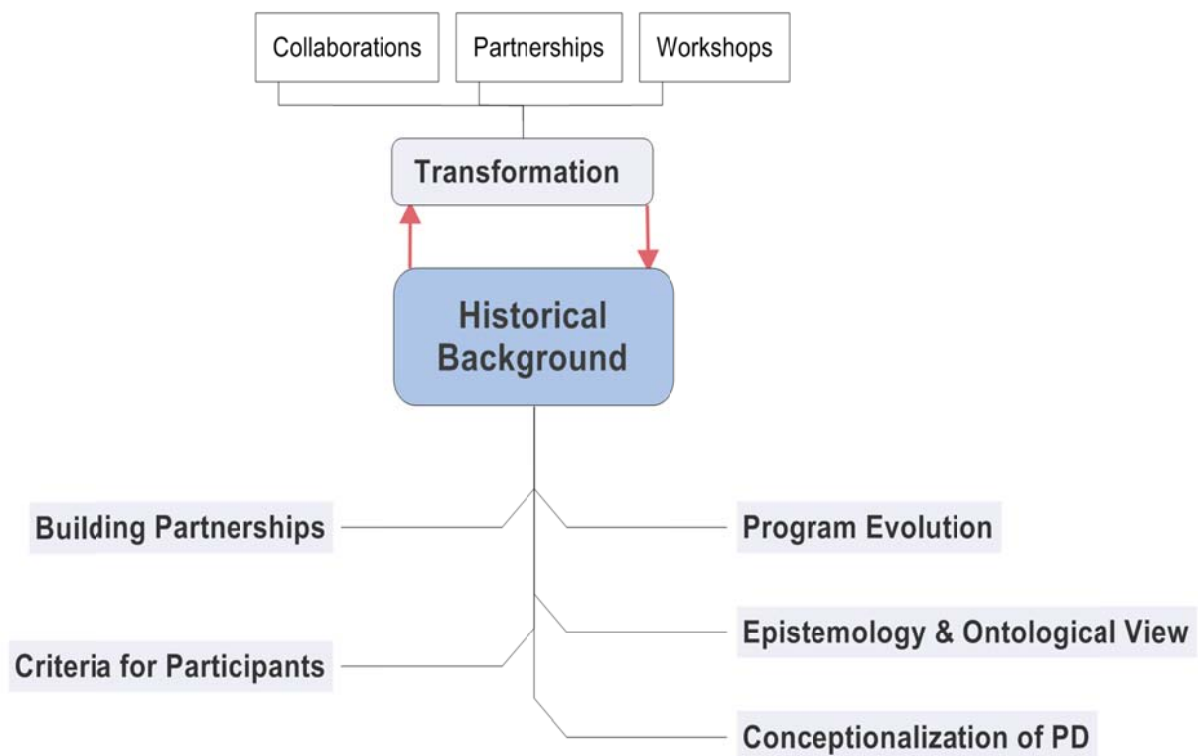 Collaborations
Partnerships
Workshops
Transformation
Historical
Background
Building Partnerships
Program Evolution
Epistemology & Ontological View
Criteria for Participants
Conceptionalization of PD